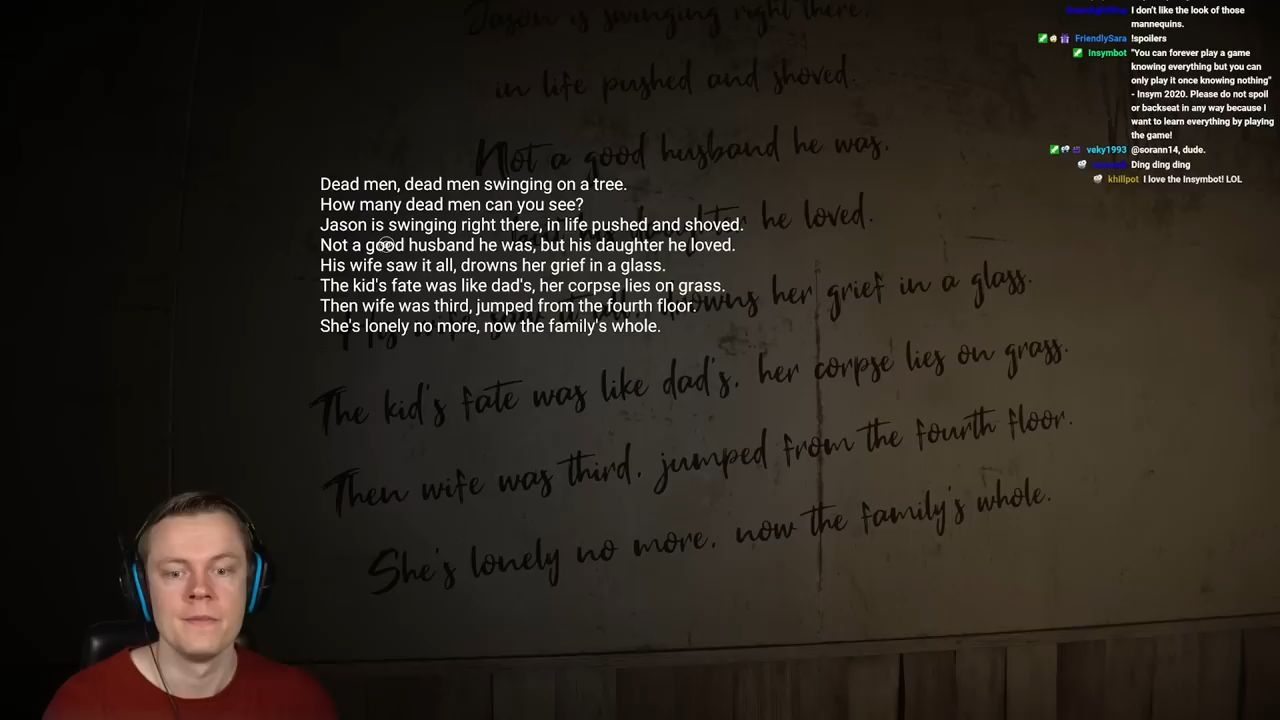 Jason is swinging right there.
in life pushed and shoved.
Not a good husband he was.
he loved.
drowns her grief in a glass.
The kid's fate was like dad's. her corpse lies on grass.
Then wife was third. jumped from the fourth floor.
She's lonely no more. now the family's whole.
Dead men, dead men swinging on a tree.
How many dead men can you see?
Jason is swinging right there, in life pushed and shoved.
Not a good husband he was, but his daughter he loved.
His wife saw it all, drowns her grief in a glass.
The kid's fate was like dad's, her corpse lies on grass.
Then wife was third, jumped from the fourth floor.
She's lonely no more, now the family's whole.
I don't like the look of those
mannequins.
FriendlySara !spoilers
Insymbot "You can forever play a game
knowing everything but you can
only play it once knowing nothing"
- Insym 2020. Please do not spoil
or backseat in any way because I
want to learn everything by playing
the game!
veky1993 @sorann14, dude.
Ding ding ding
khillpot I love the Insymbot! LOL